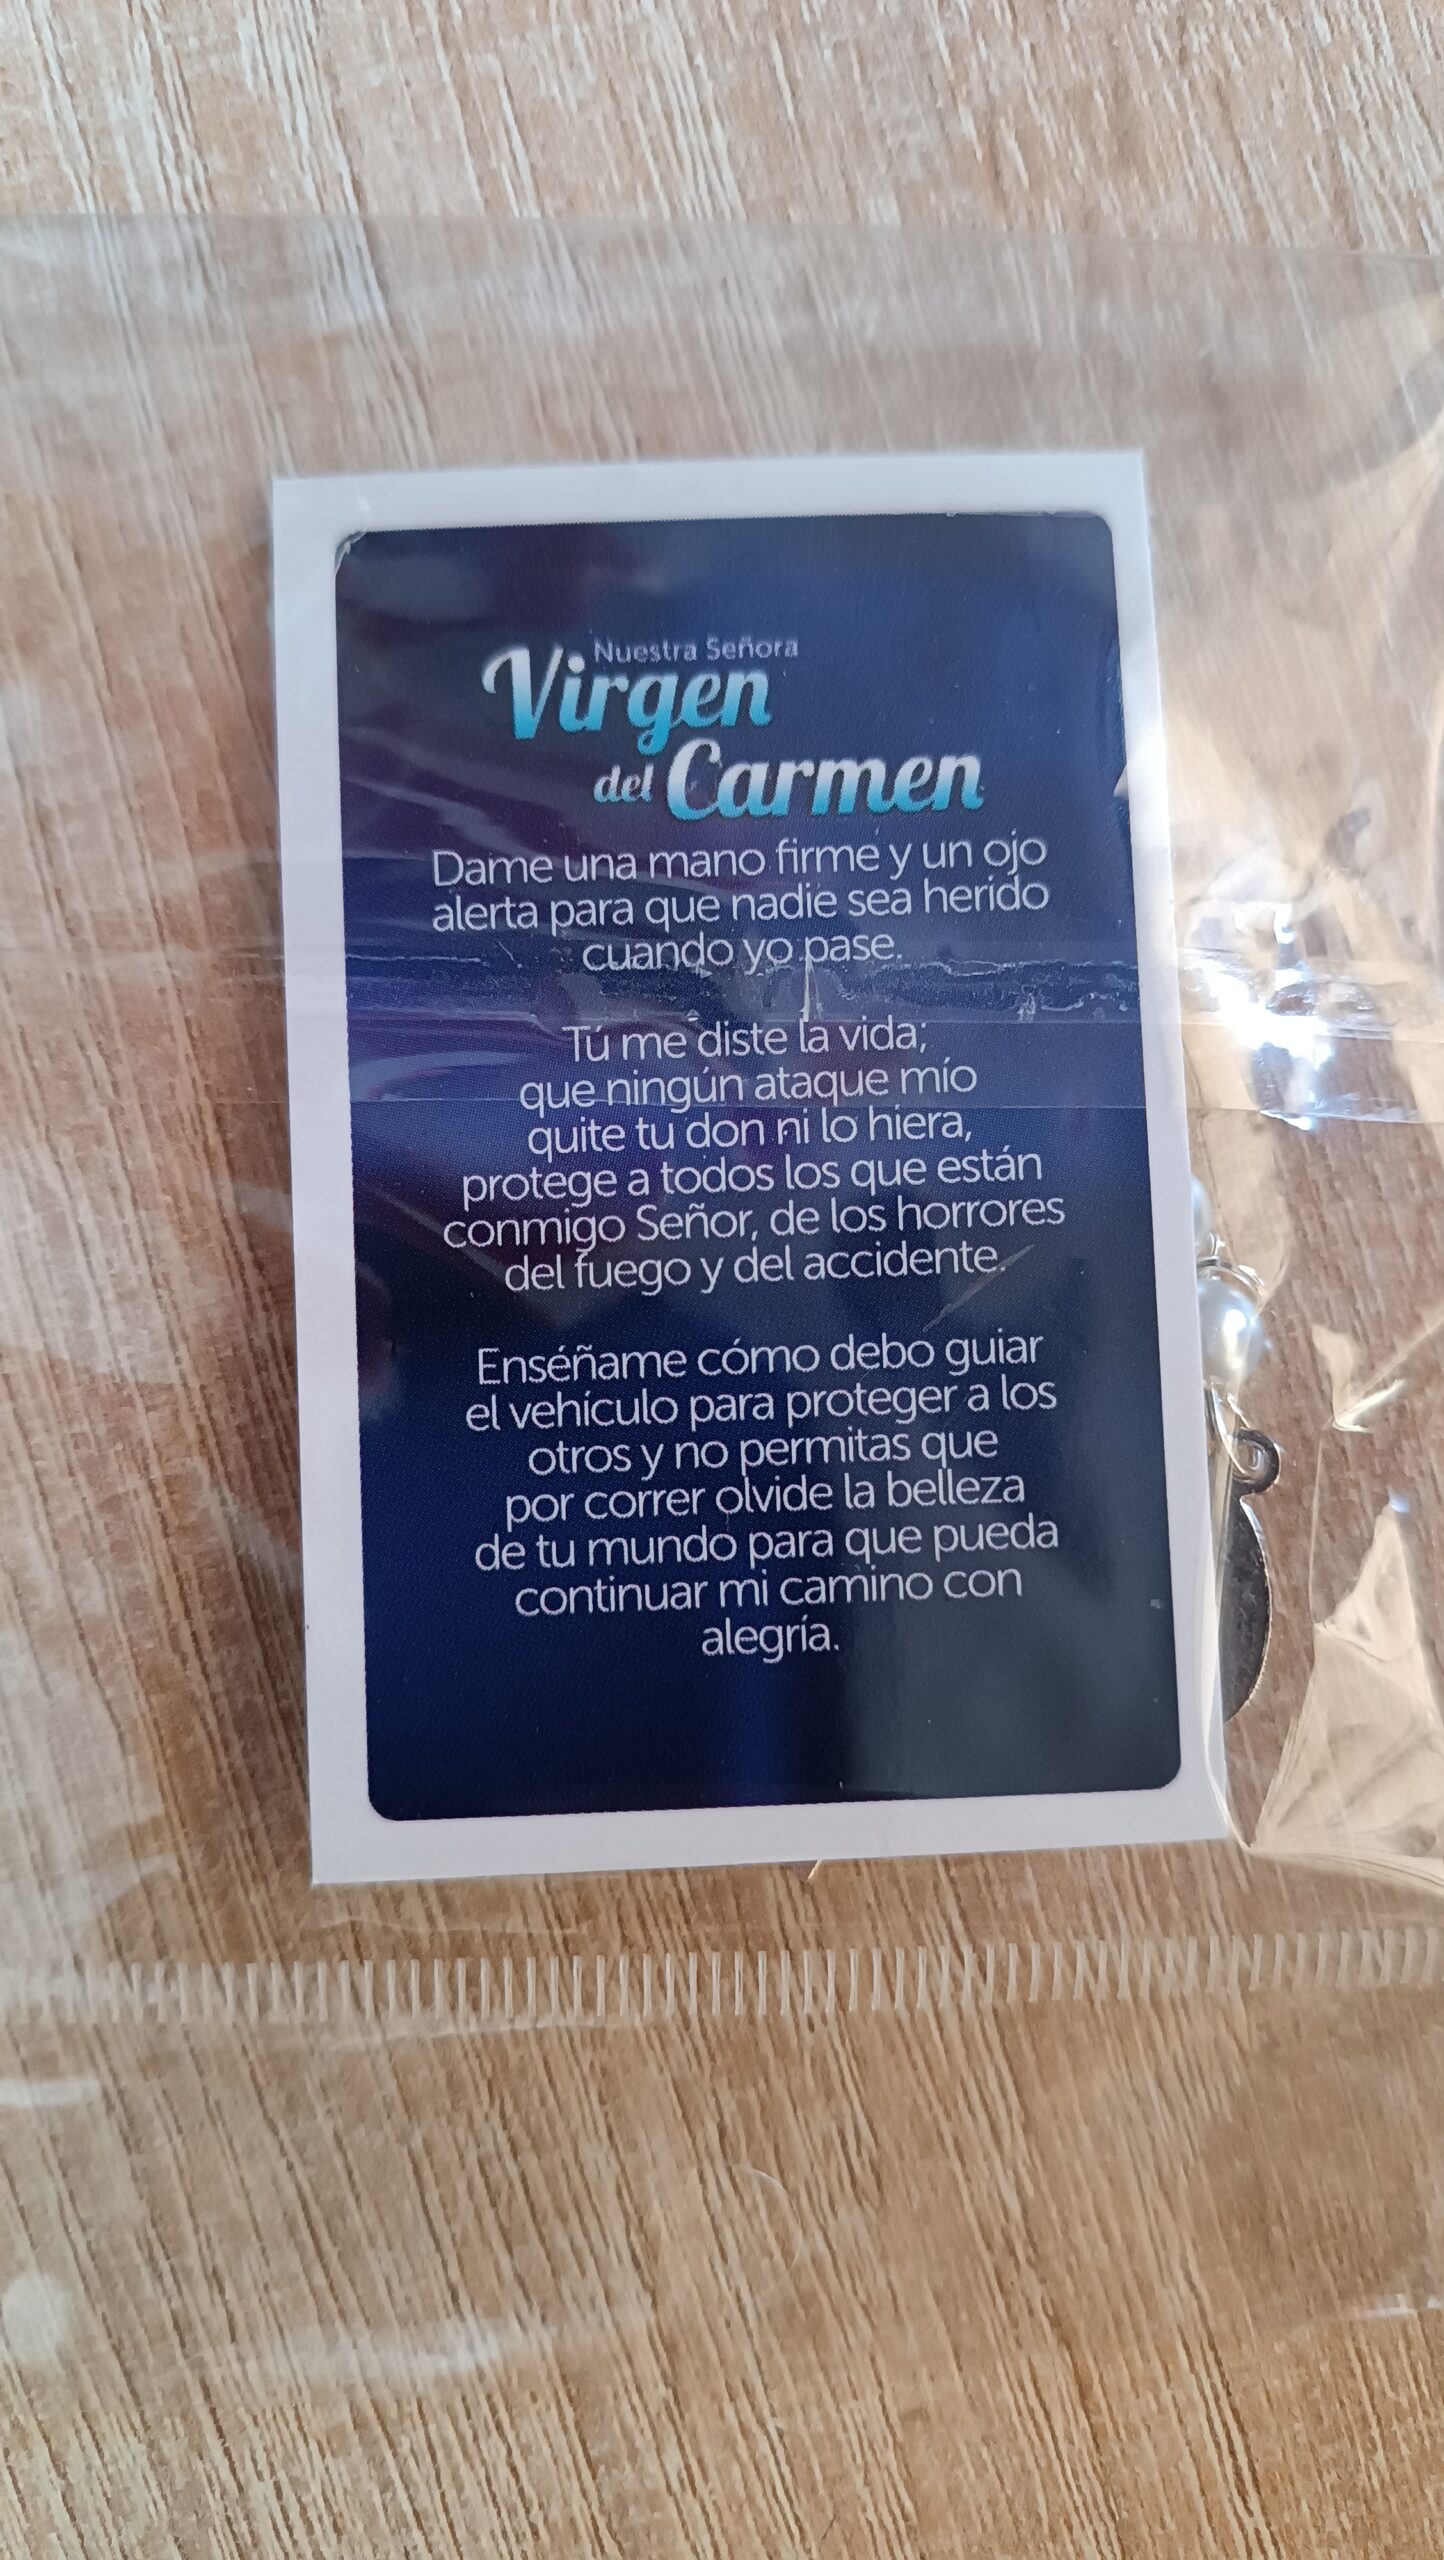 Nuestra Señora
Virgen
del Carmen
Dame una mano firme y un ojo
alerta para que nadie sea herido
cuando yo pase.
Tú me diste la vida;
que ningún ataque mío
quite tu don ni lo hiera,
protege a todos los que están
conmigo Señor, de los horrores
del fuego y del accidente.
Enséñame cómo debo guiar
el vehículo para proteger a los
otros y no permitas que
por correr olvide la belleza
de tu mundo para que pueda
continuar mi camino con
alegría.